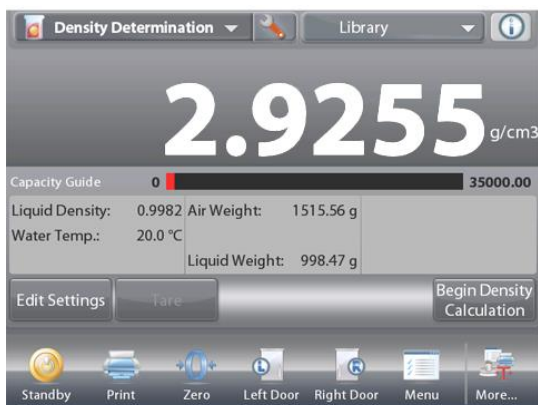 Density Determination Library
2.9255 g/cm3
Capacity Guide 0 35000.00
Liquid Density: 0.9982 Air Weight: 1515.56 g
Water Temp.: 20.0 °C
Liquid Weight: 998.47 g
Edit Settings Tare Begin Density
Calculation
Standby Print Zero Left Door Right Door Menu More...